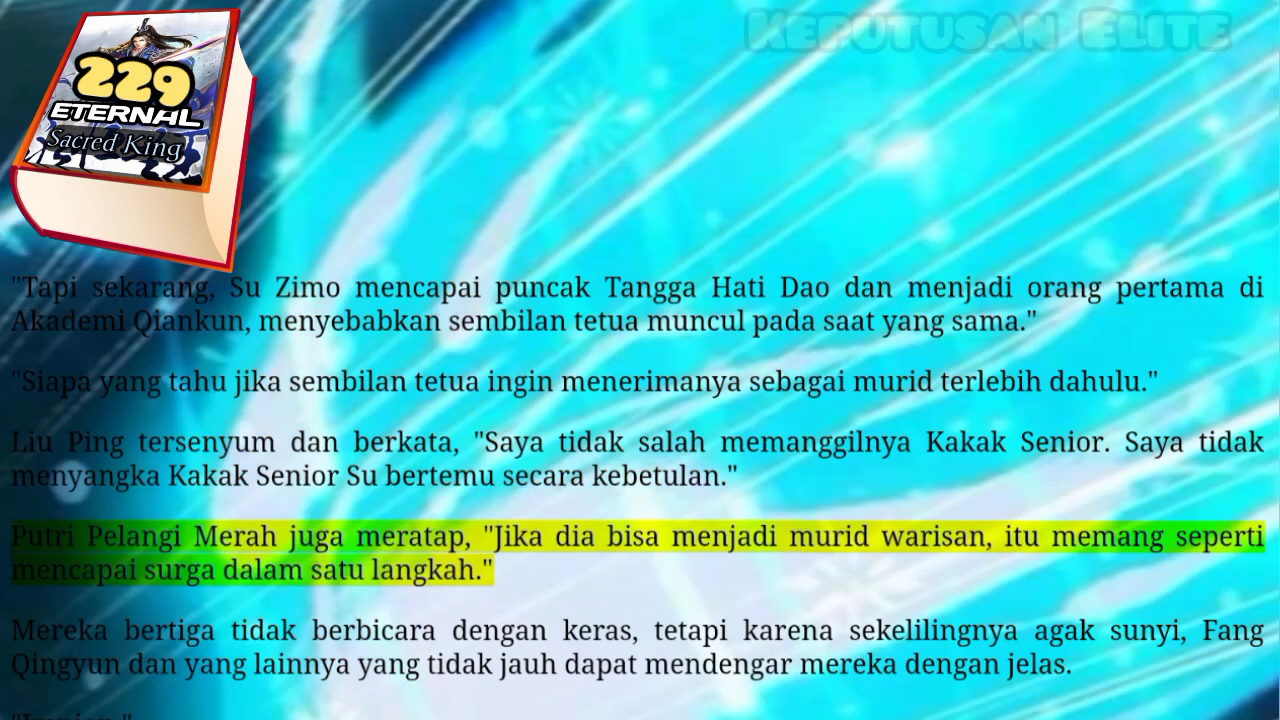 KEPUTUSAN ELITE
229
ETERNAL
Sacred King
"Tapi sekarang, Su Zimo mencapai puncak Tangga Hati Dao dan menjadi orang pertama di
Akademi Qiankun, menyebabkan sembilan tetua muncul pada saat yang sama."
"Siapa yang tahu jika sembilan tetua ingin menerimanya sebagai murid terlebih dahulu."
Liu Ping tersenyum dan berkata, "Saya tidak salah memanggilnya Kakak Senior. Saya tidak
menyangka Kakak Senior Su bertemu secara kebetulan."
Putri Pelangi Merah juga meratap, "Jika dia bisa menjadi murid warisan, itu memang seperti
mencapai surga dalam satu langkah."
Mereka bertiga tidak berbicara dengan keras, tetapi karena sekelilingnya agak sunyi, Fang
Qingyun dan yang lainnya yang tidak jauh dapat mendengar mereka dengan jelas.